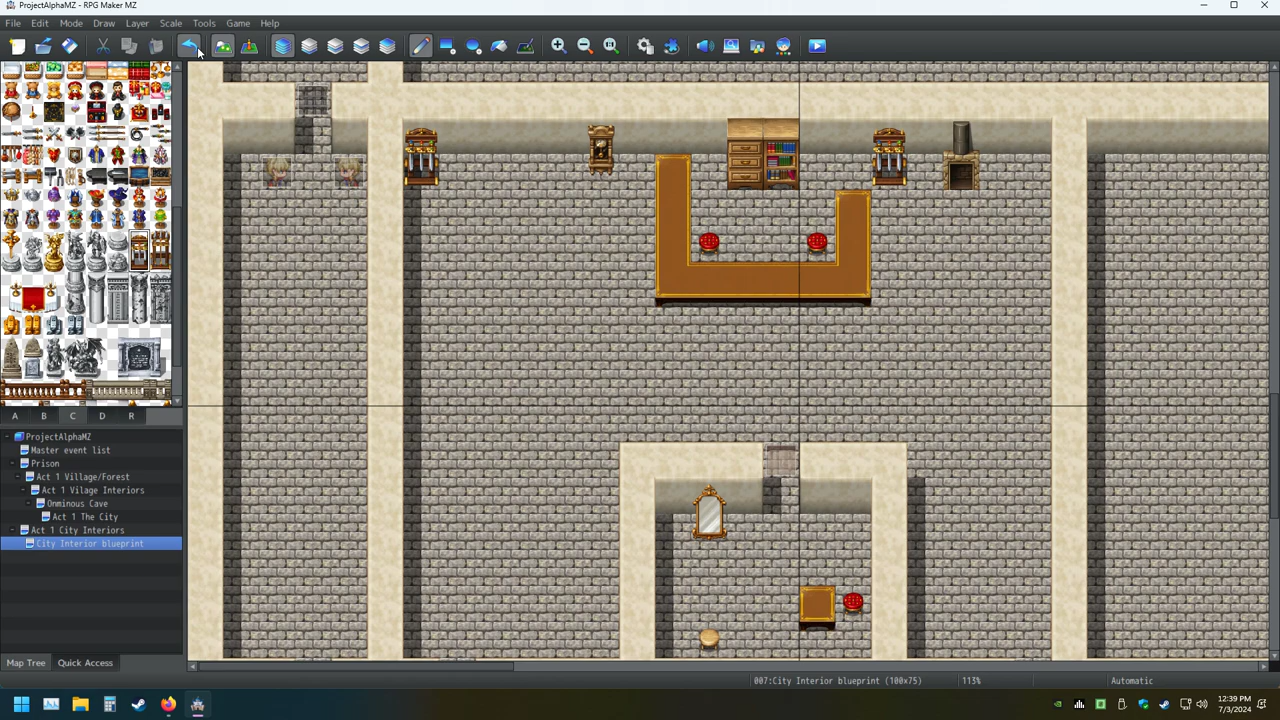 ProjectAlphaMZ - RPG Maker MZ
File Edit Mode Draw Layer Scale Tools Game Help
A B C D R
ProjectAlphaMZ
Master event list
Prison
Act 1 Village/Forest
Act 1 Vilage Interiors
Onminous Cave
Act 1 The City
Act 1 City Interiors
City Interior blueprint
Map Tree Quick Access
007:City Interior blueprint (100x75) 113% Automatic
12:39 PM
7/3/2024